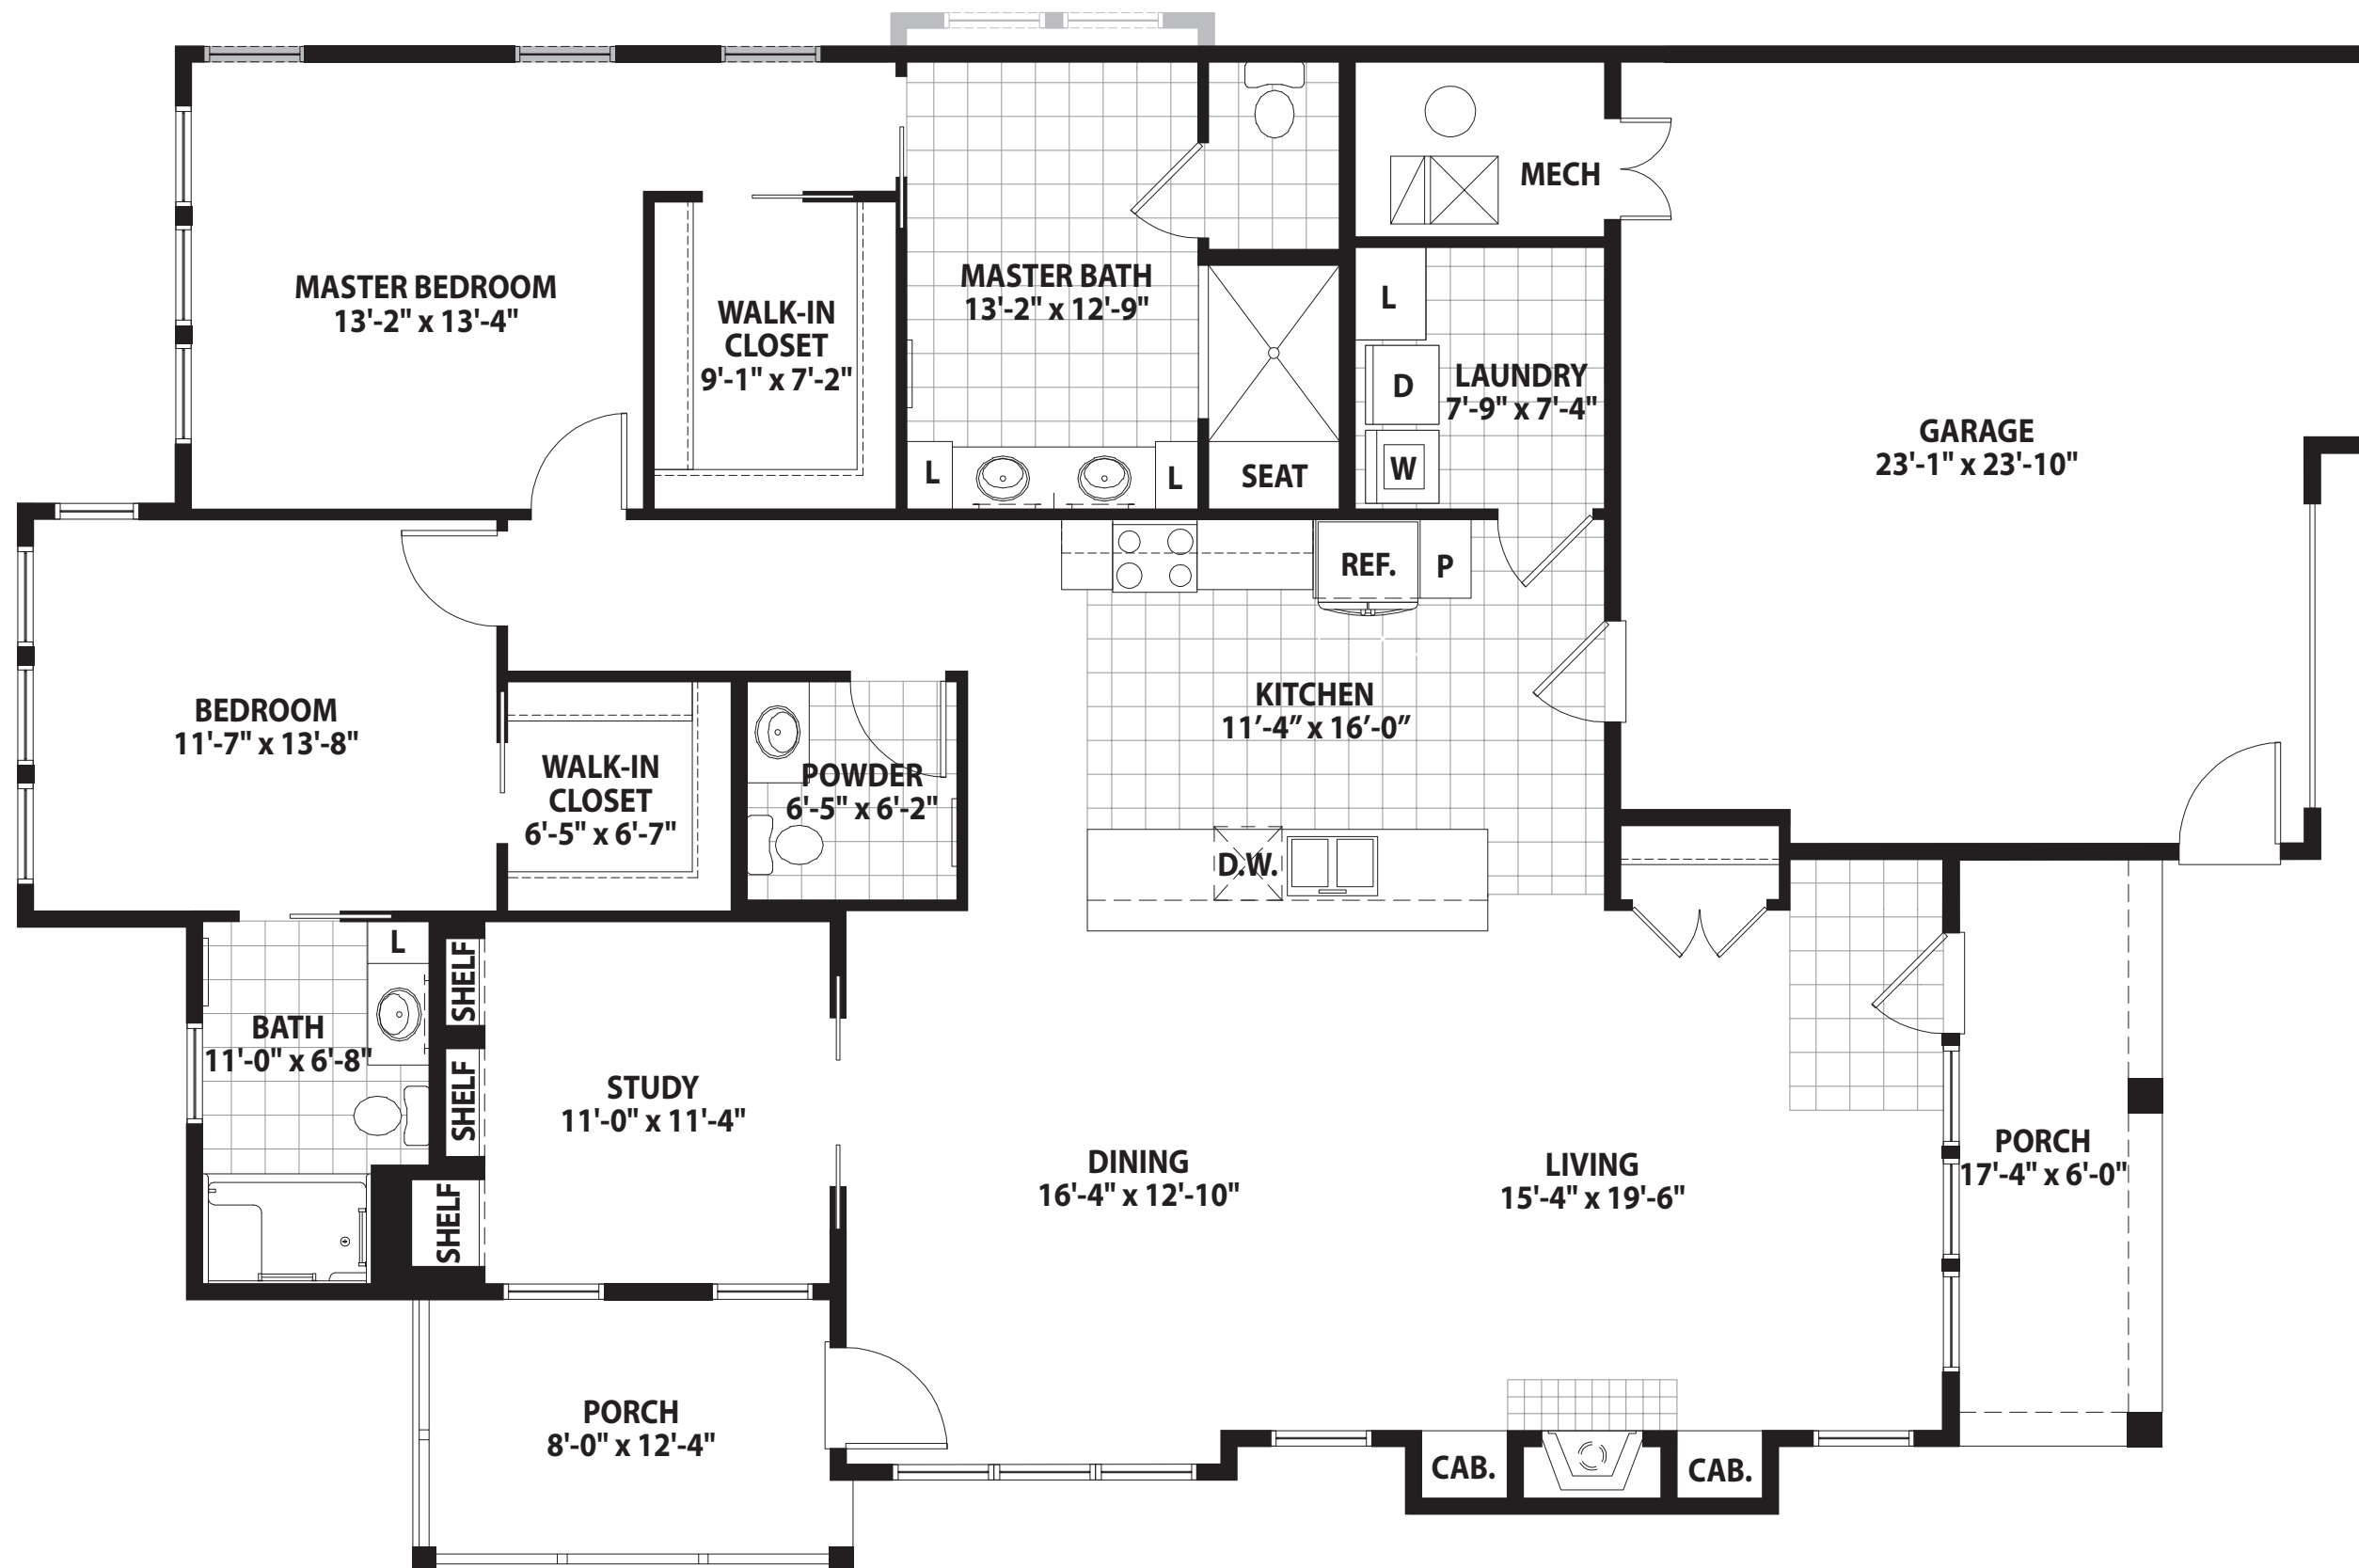 MECH
MASTER BEDROOM
13'-2" x 13'-4"
WALK-IN
CLOSET
9'-1" x 7'-2"
MASTER BATH
13'-2" x 12'-9"
L
L
SEAT
L
D
W
LAUNDRY
7'-9" x 7'-4"
GARAGE
23'-1" x 23'-10"
REF.
P
KITCHEN
11′-4″ x 16′-0″
D.W.
BEDROOM
11'-7" x 13'-8"
WALK-IN
CLOSET
6'-5" x 6'-7"
POWDER
6'-5" x 6'-2"
L
BATH
11'-0" x 6'-8"
SHELF
SHELF
SHELF
STUDY
11'-0" x 11'-4"
DINING
16'-4" x 12'-10"
LIVING
15'-4" x 19'-6"
PORCH
17'-4" x 6'-0"
PORCH
8'-0" x 12'-4"
CAB.
CAB.